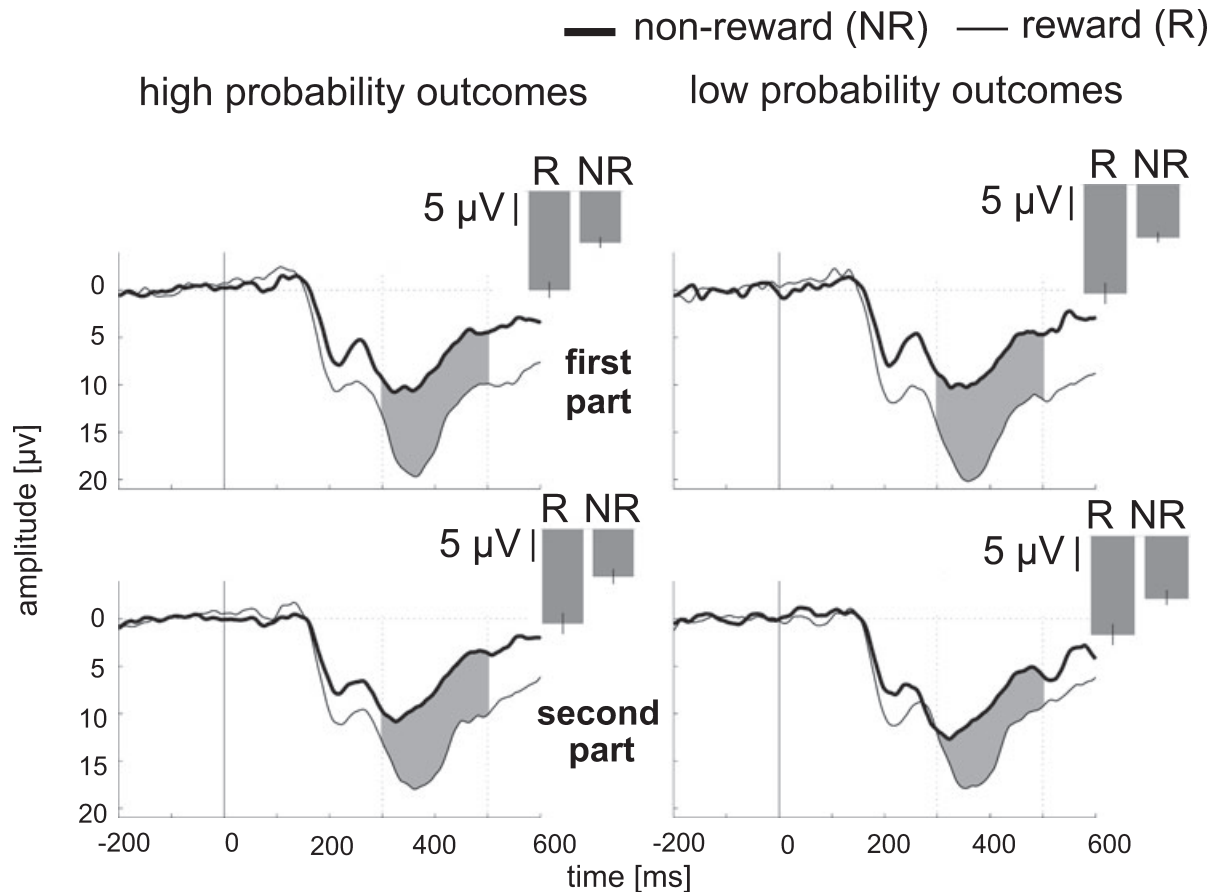 non-reward (NR) reward (R)
high probability outcomes low probability outcomes
R NR
5 µV
R NR
5 µV
0
5
10
15
20
first
part
R NR
5 µV
R NR
5 µV
0
5
10
15
20
second
part
amplitude [µv]
-200 0 200 400 600
-200 0 200 400 600
time [ms]